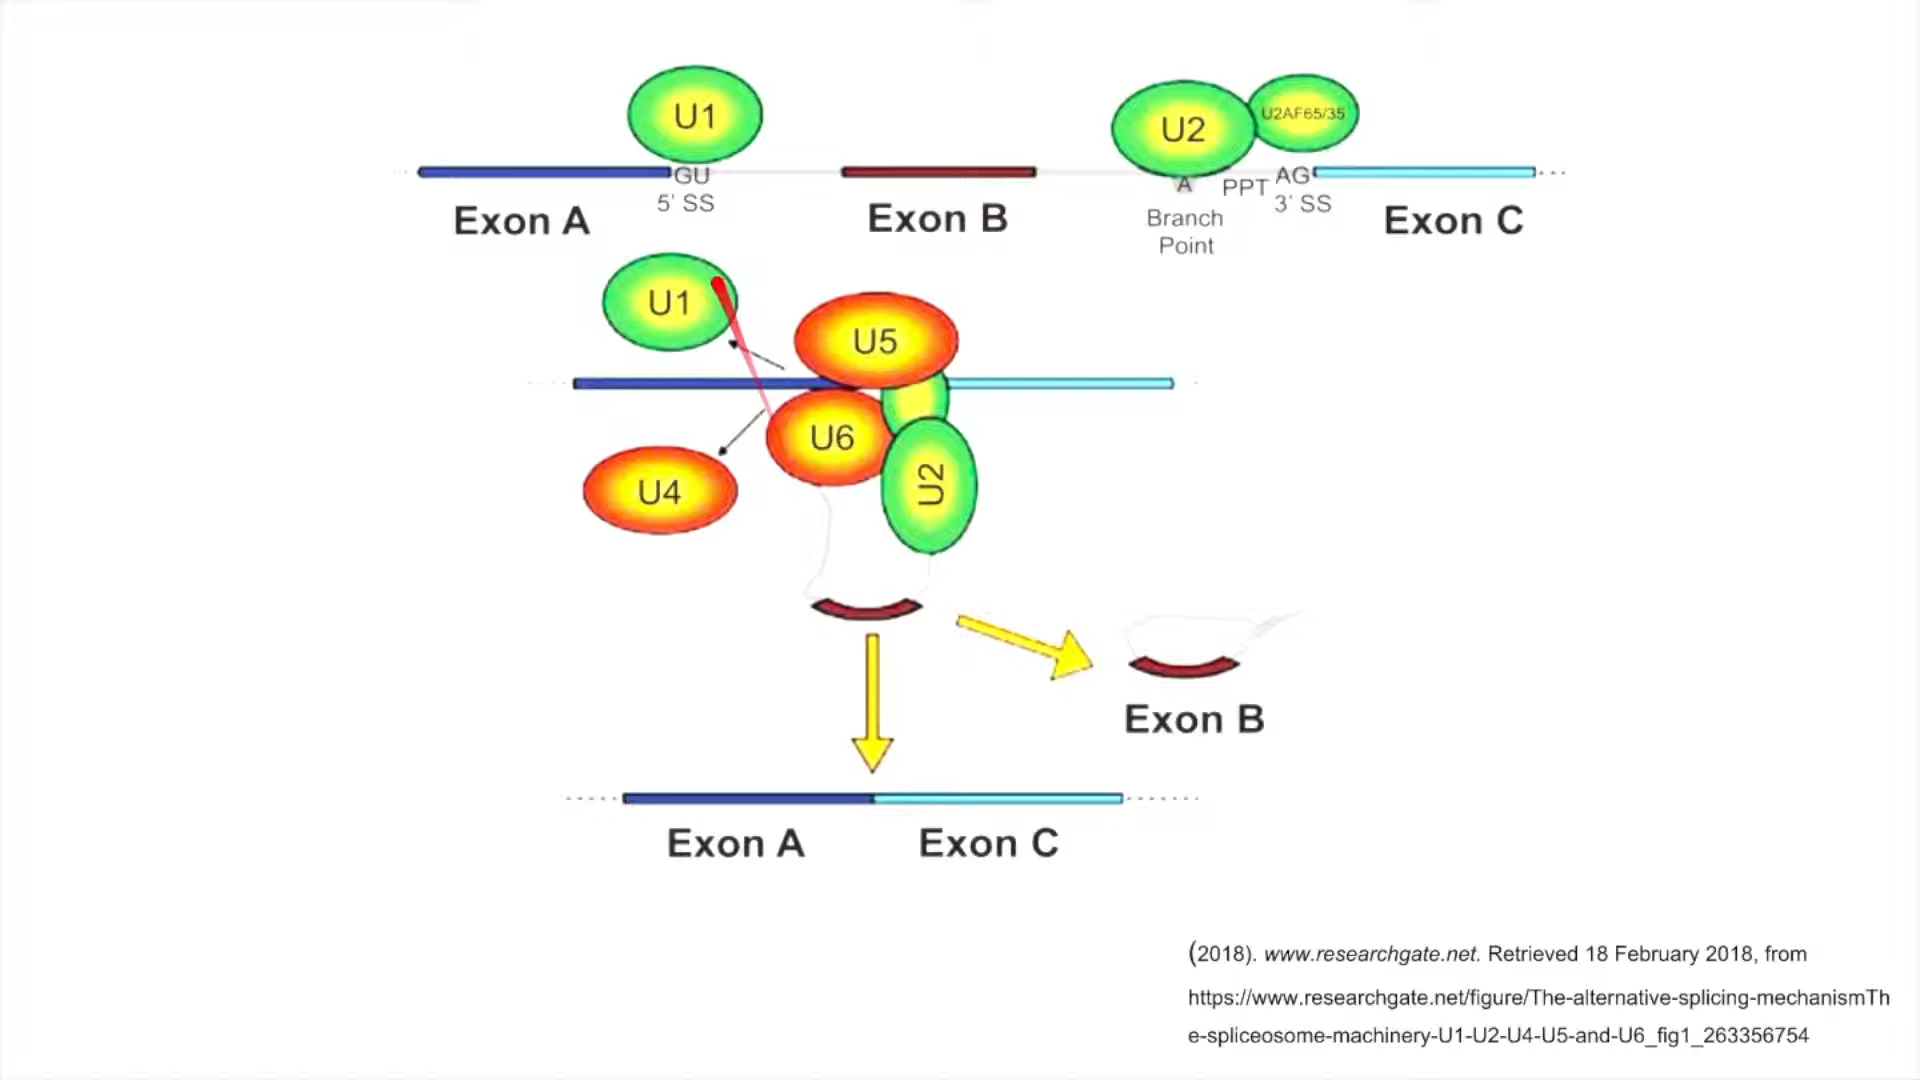 U1
U2
U2AF65/35
GU
5' SS
A
PPT
AG
3' SS
Exon A
Exon B
Branch
Point
Exon C
U1
U5
U6
U4
U2
Exon B
Exon A
Exon C
(2018). www.researchgate.net. Retrieved 18 February 2018, from
https://www.researchgate.net/figure/The-alternative-splicing-mechanismTh
e-spliceosome-machinery-U1-U2-U4-U5-and-U6_fig1_263356754